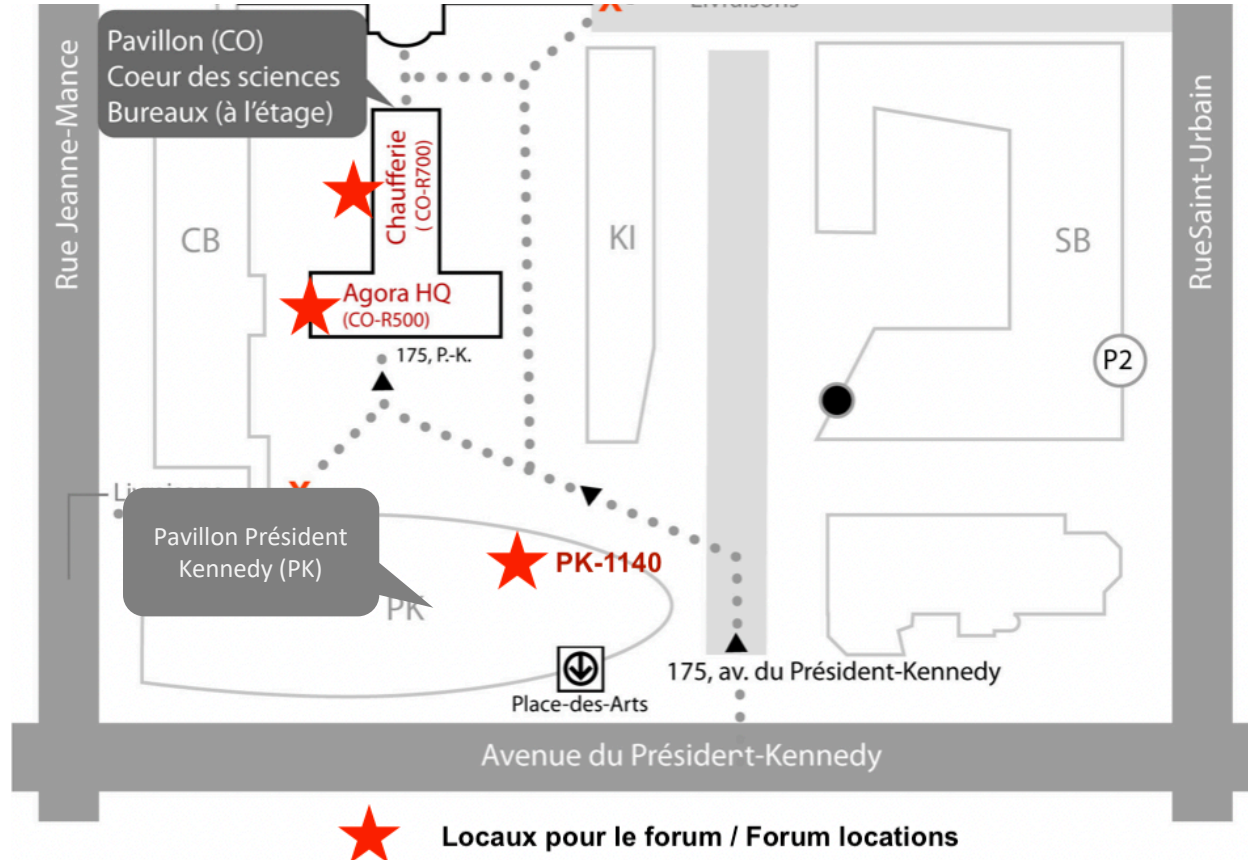 Livraisons
Pavillon (CO)
Coeur des sciences
Bureaux (à l'étage)
Rue Jeanne-Mance
Chaufferie
( CO-R700)
CB
KI
SB
RueSaint-Urbain
Agora HQ
(CO-R500)
175, P.-K.
P2
Livraisons
Pavillon Président
Kennedy (PK)
PK-1140
PK
175, av. du Président-Kennedy
Place-des-Arts
Avenue du Président-Kennedy
Locaux pour le forum / Forum locations